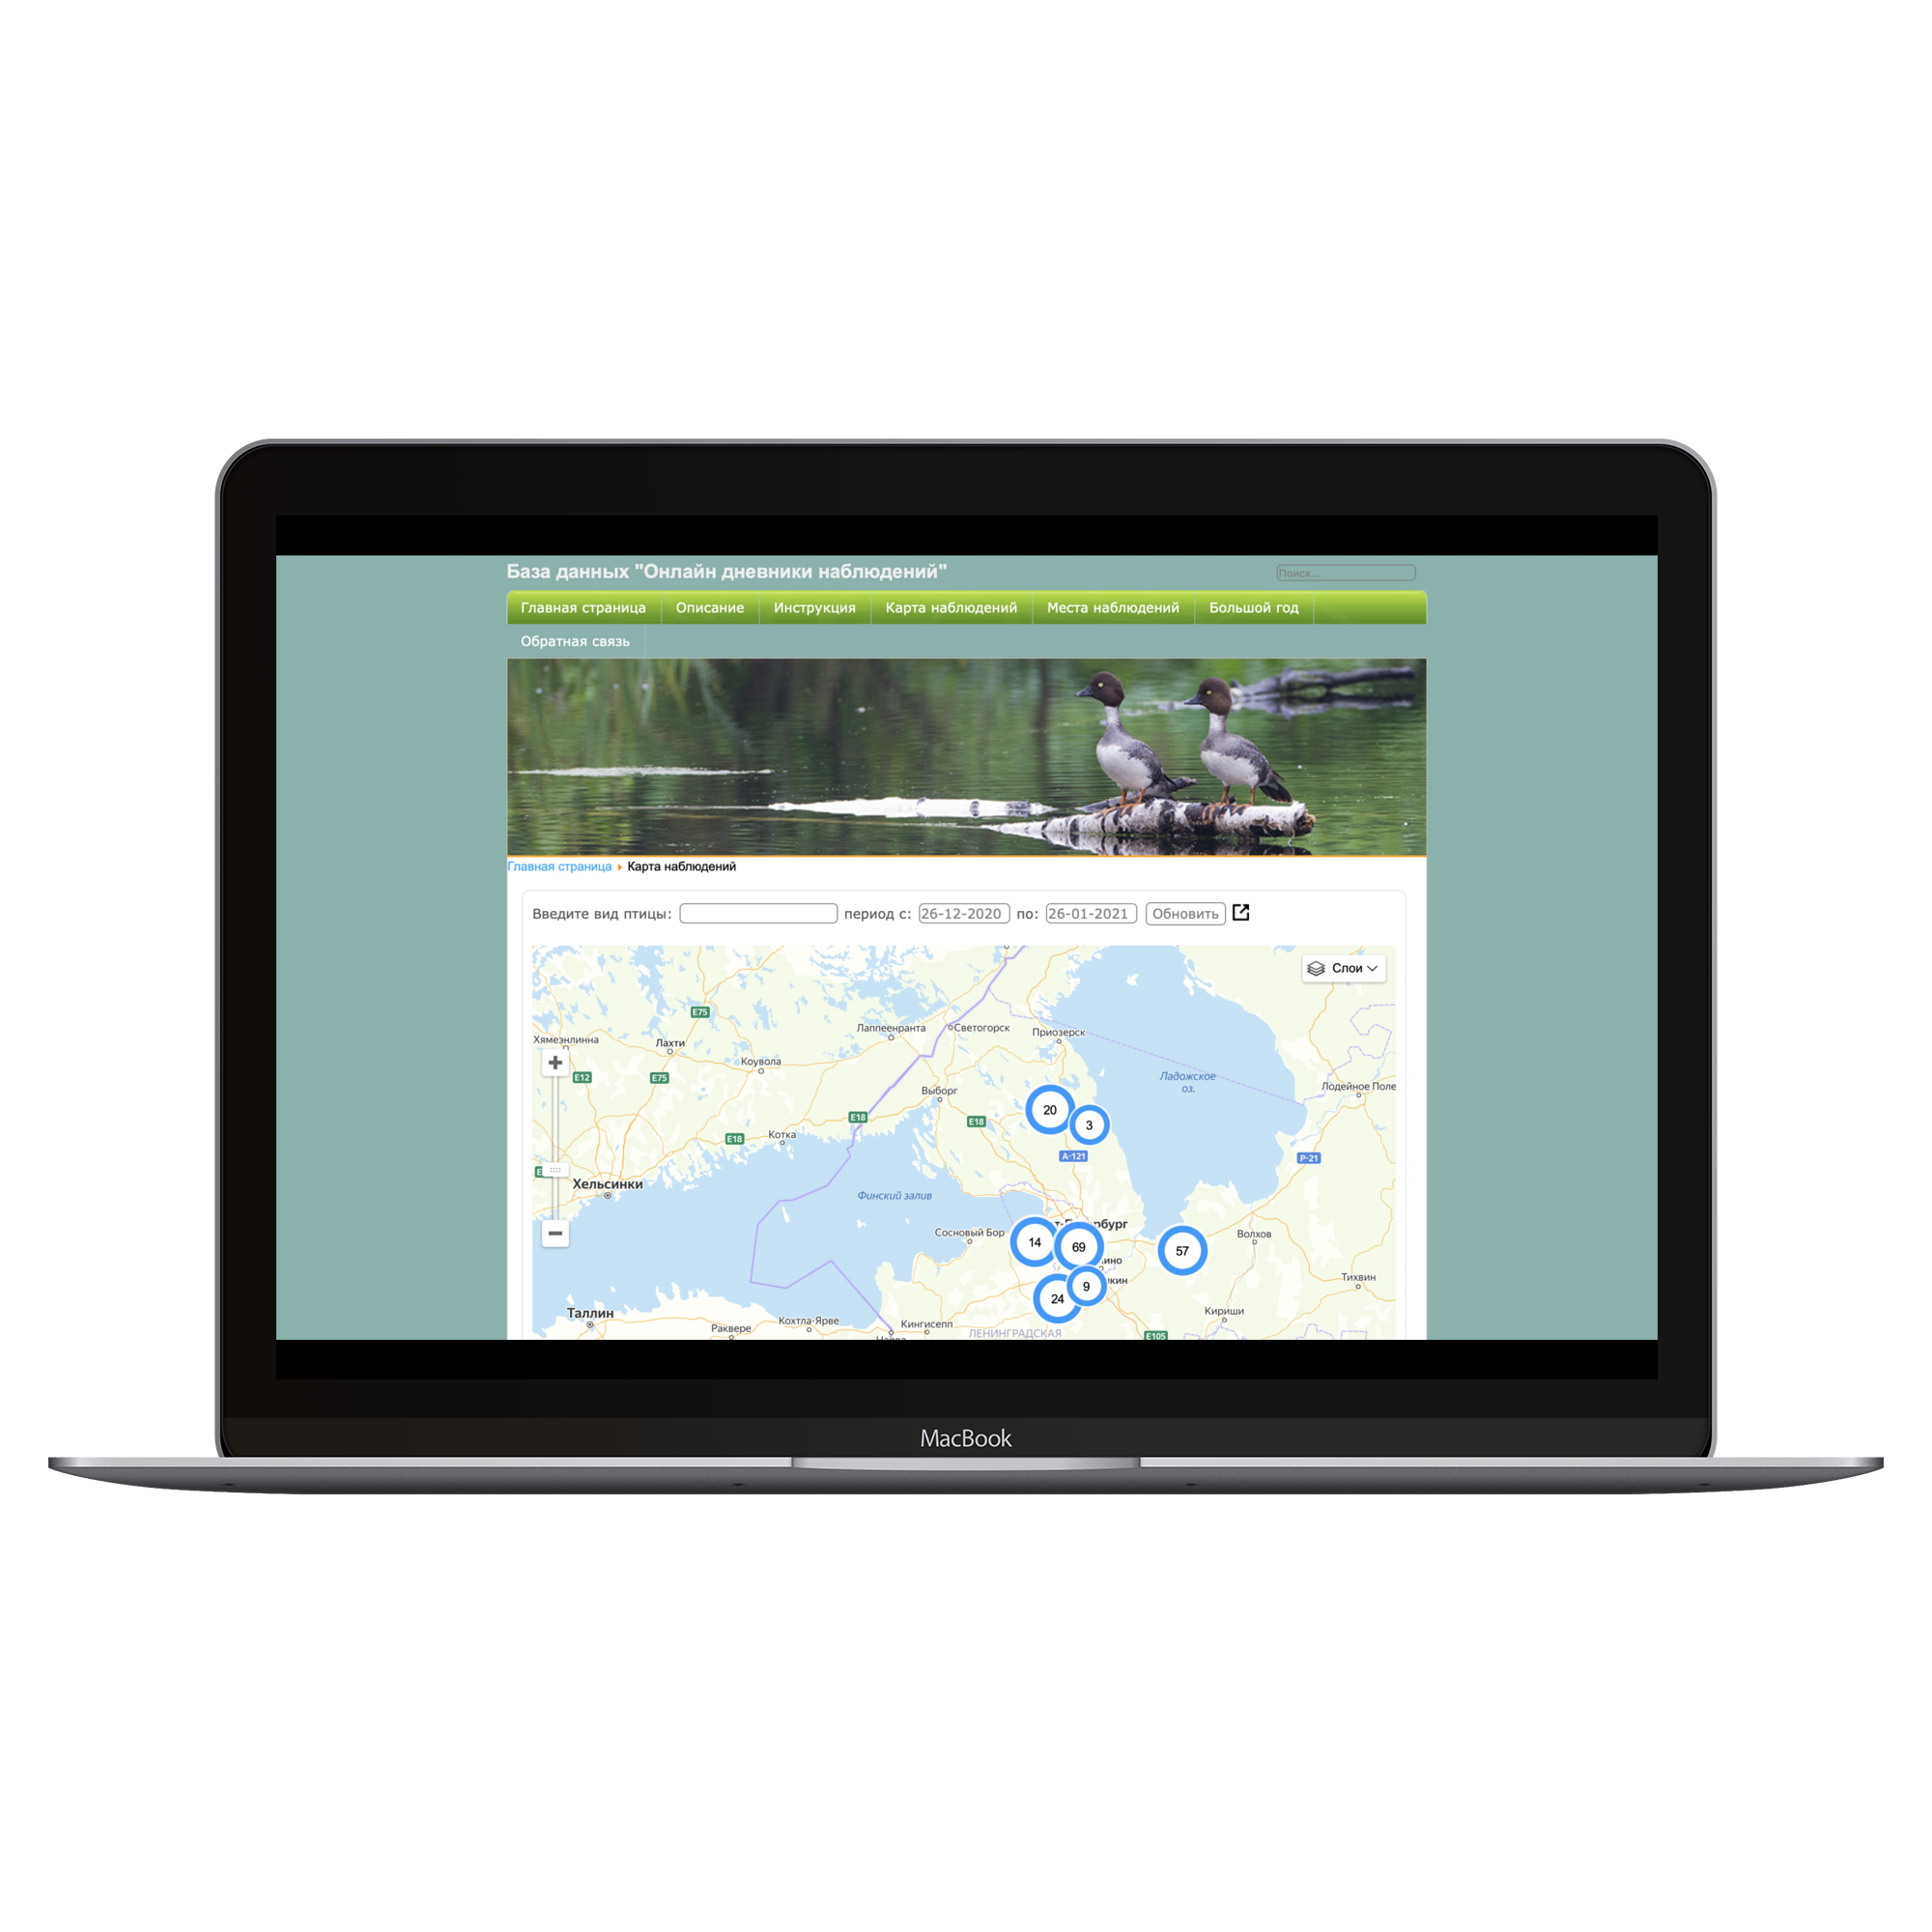 База данных "Онлайн дневники наблюдений"
Поиск...
Главная страница Описание Инструкция Карта наблюдений Места наблюдений Большой год
Обратная связь
Главная страница Карта наблюдений
Введите вид птицы: период с: 26-12-2020 по: 26-01-2021 Обновить
Слои
E75
Лаппеенранта Светогорск Приозерск
Хямеэнлинна Лахти
Коувола
E12 E75
Ладожское
оз.
Лодейное Поле
Выборг
20
E18 E18 3
Котка
E18
A-121 P-21
Хельсинки
Финский залив
Сосновый Бор
Волхов
14 69 57
Тихвин
24 9
Таллин
Кириши
Раквере Кохтла-Ярве Кингисепп
ЛЕНИНГРАДСКАЯ
E105
MacBook